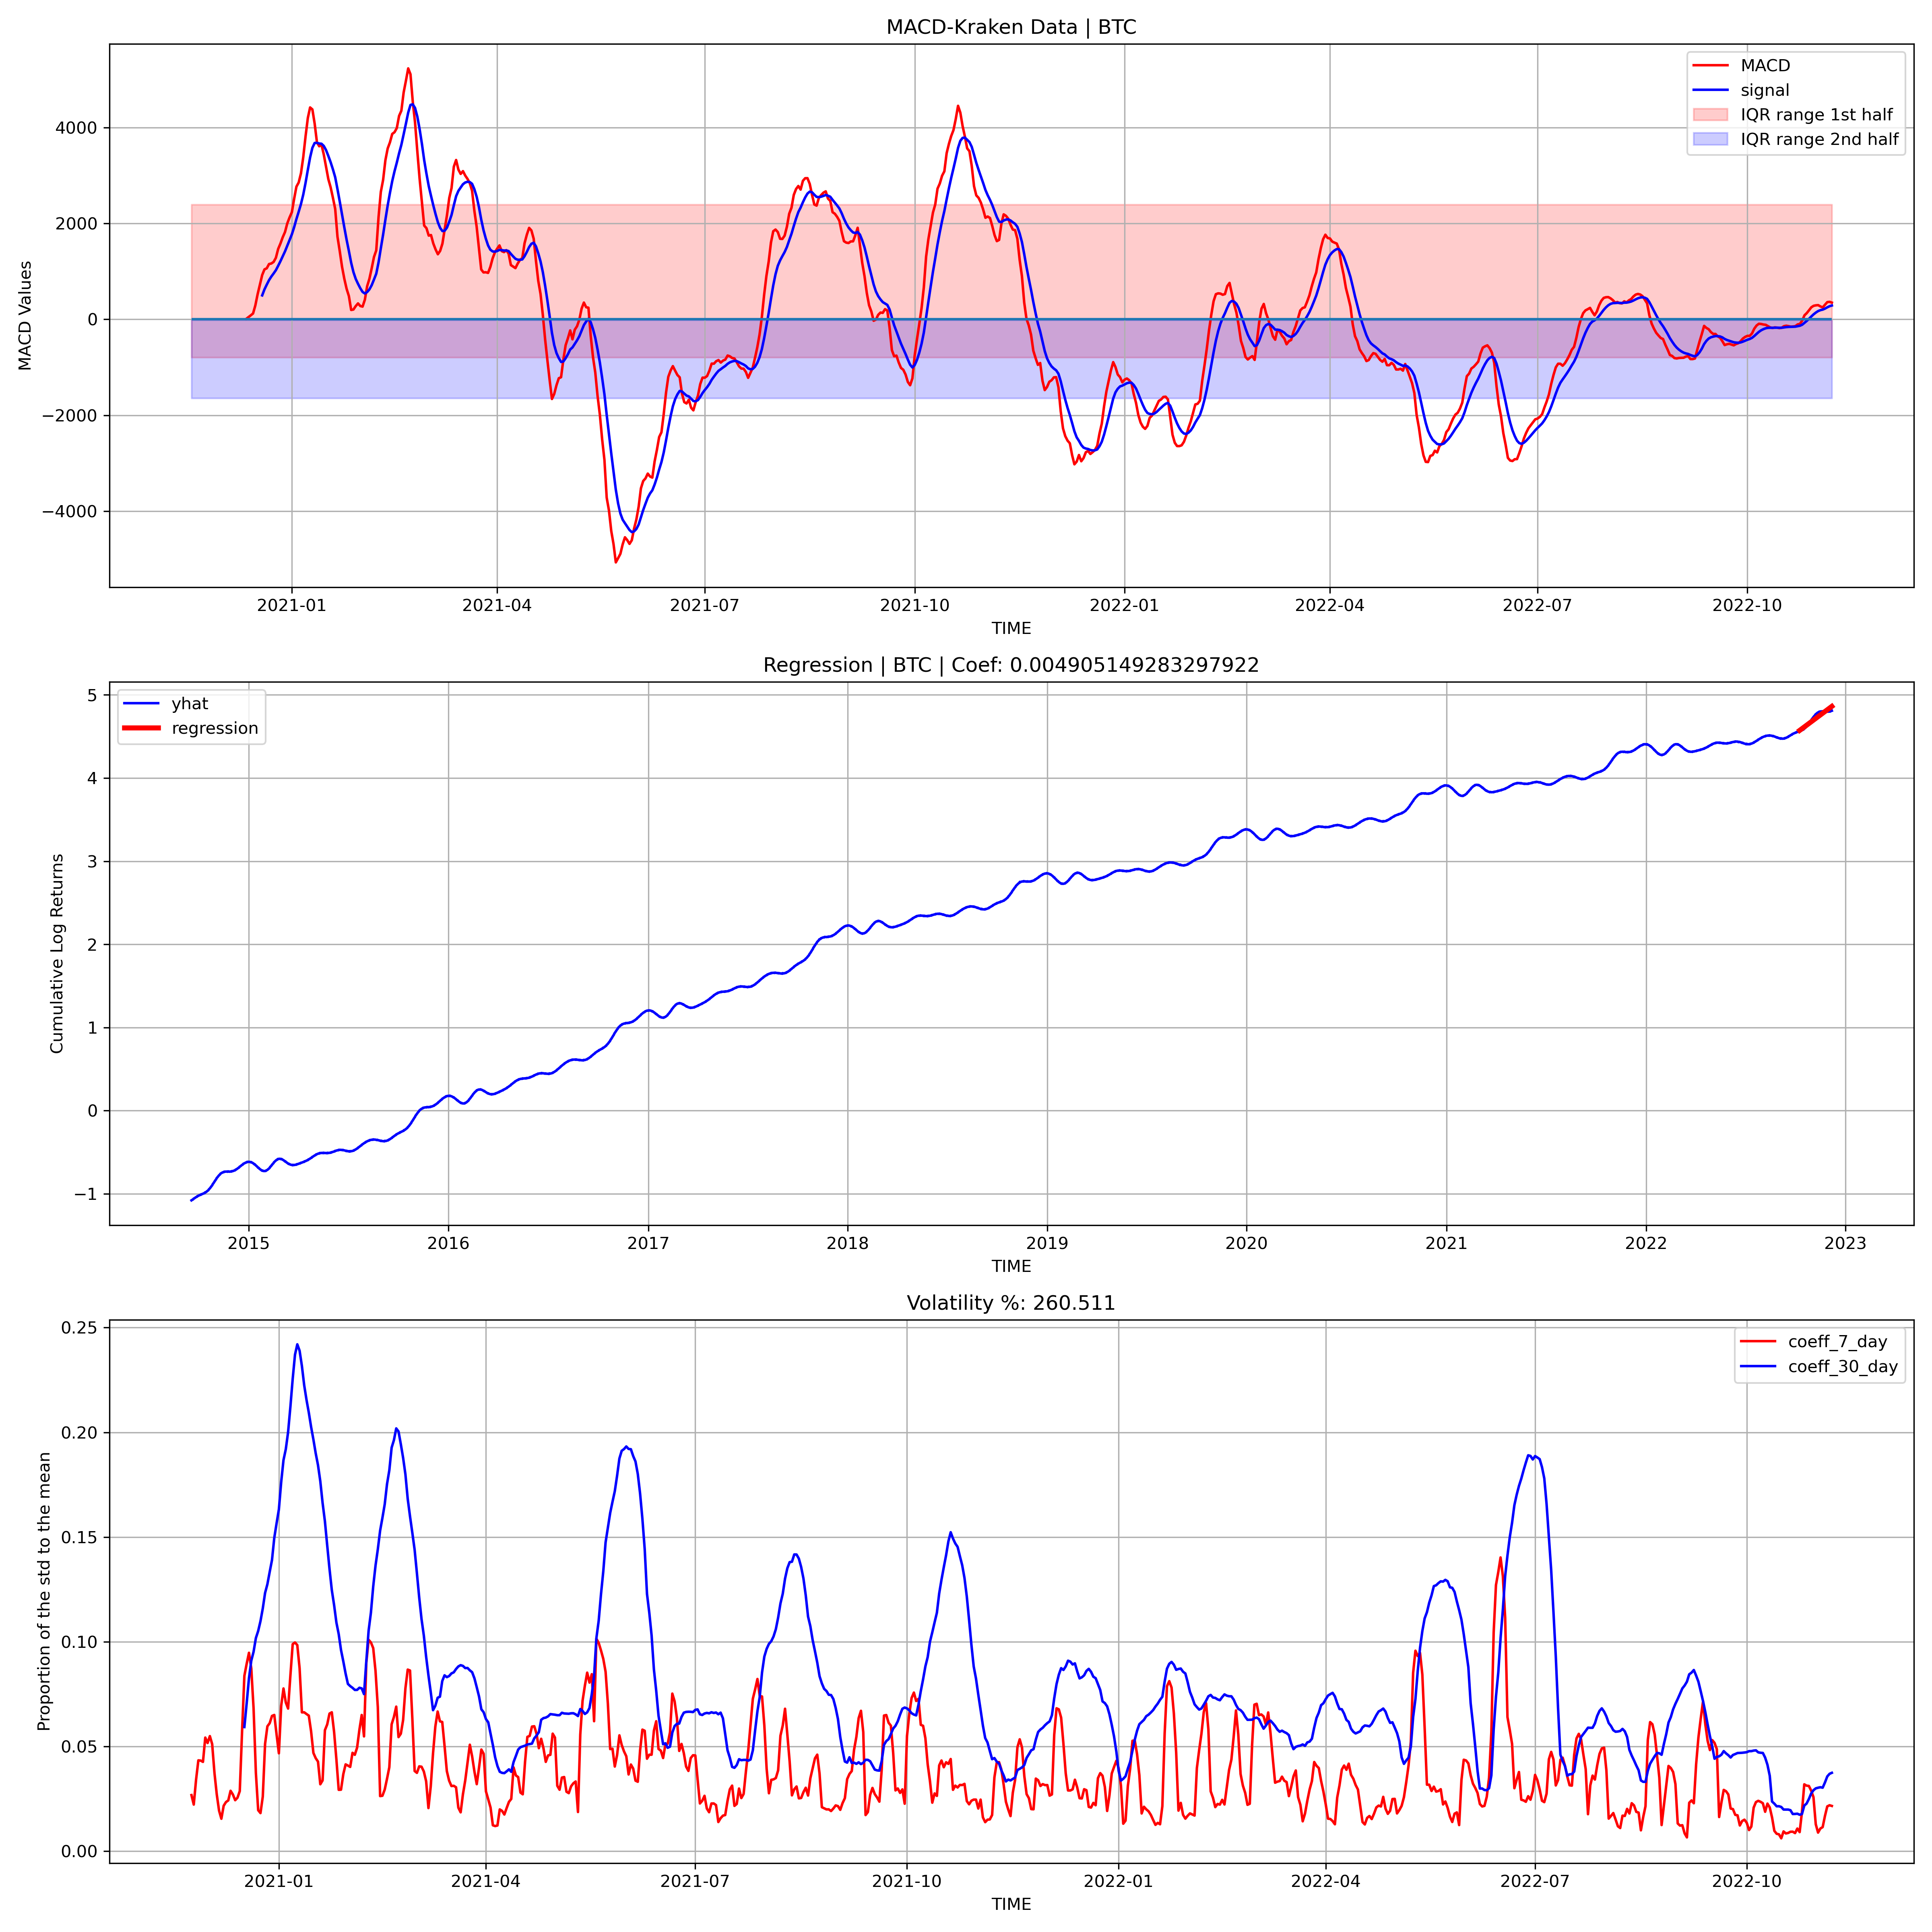 MACD-Kraken Data | BTC
MACD Values
4000
2000
0
−2000
−4000
MACD
signal
IQR range 1st half
IQR range 2nd half
2021-01 2021-04 2021-07 2021-10 2022-01 2022-04 2022-07 2022-10
TIME
Regression | BTC | Coef: 0.004905149283297922
Cumulative Log Returns
5
4
3
2
1
0
−1
yhat
regression
2015 2016 2017 2018 2019 2020 2021 2022 2023
TIME
Volatility %: 260.511
Proportion of the std to the mean
0.25
0.20
0.15
0.10
0.05
0.00
coeff_7_day
coeff_30_day
2021-01 2021-04 2021-07 2021-10 2022-01 2022-04 2022-07 2022-10
TIME